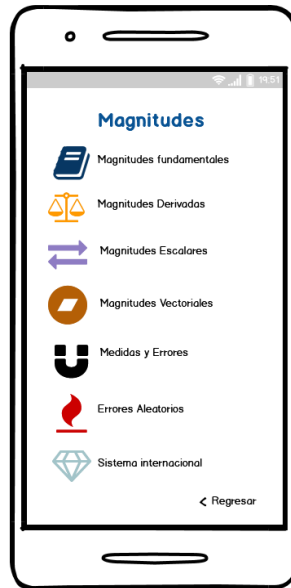 19:51
Magnitudes
Magnitudes fundamentales
Magnitudes Derivadas
Magnitudes Escalares
Magnitudes Vectoriales
Medidas y Errores
Errores Aleatorios
Sistema internacional
< Regresar